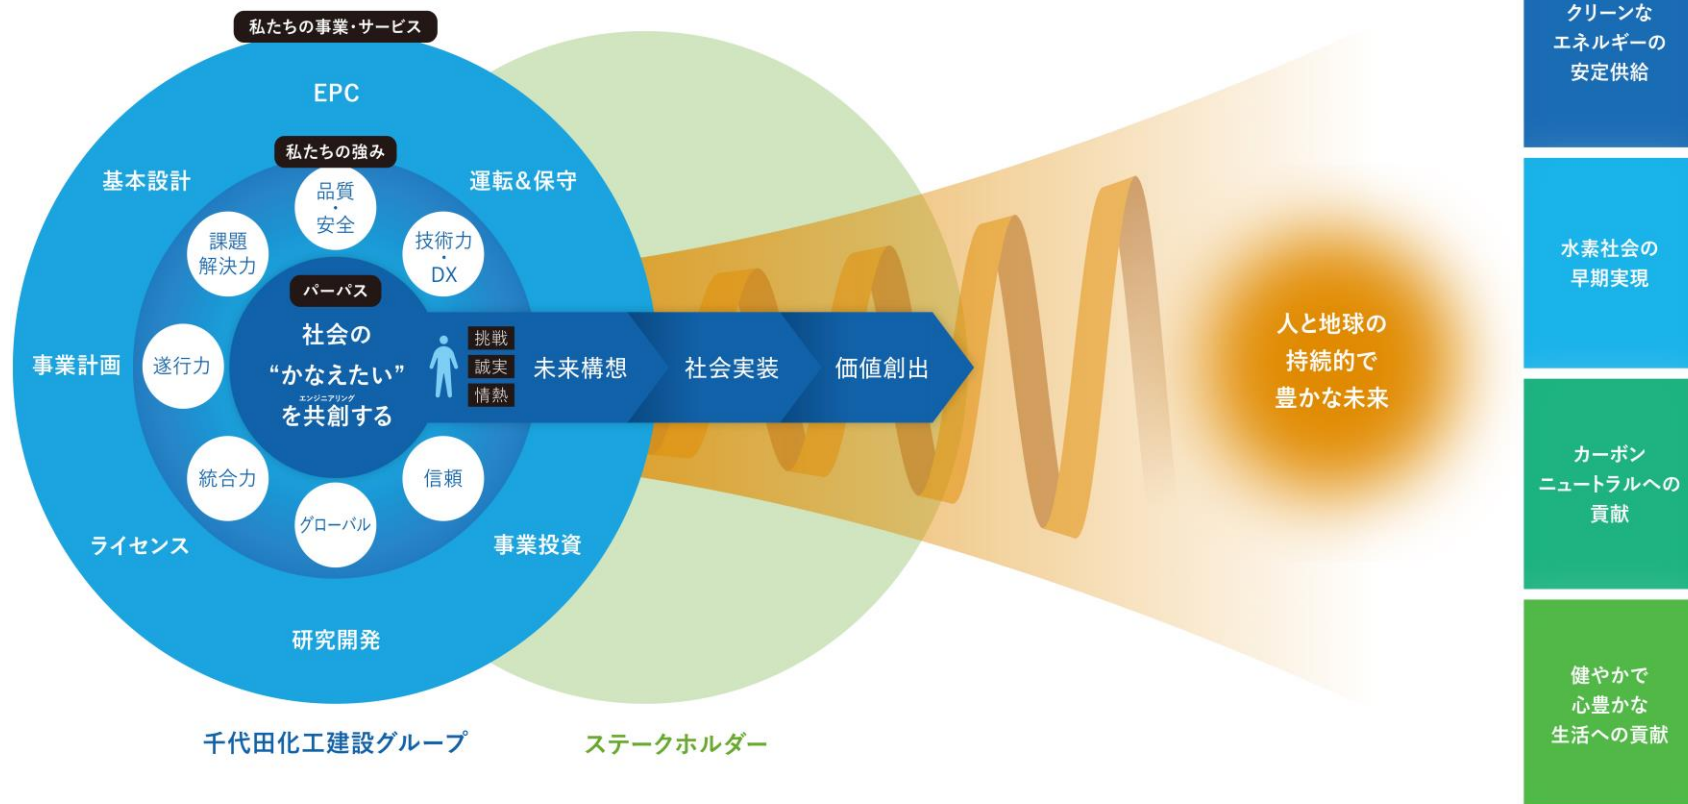 私たちの事業・サービス
EPC
基本設計
運転&保守
事業計画
ライセンス
事業投資
研究開発
私たちの強み
品質
・
安全
課題
解決力
技術力
・
DX
遂行力
統合力
信頼
グローバル
パーパス
社会の
“かなえたい”
エンジニアリング
を共創する
挑戦
誠実
情熱
未来構想
社会実装
価値創出
千代田化工建設グループ
ステークホルダー
人と地球の
持続的で
豊かな未来
クリーンな
エネルギーの
安定供給
水素社会の
早期実現
カーボン
ニュートラルへの
貢献
健やかで
心豊かな
生活への貢献